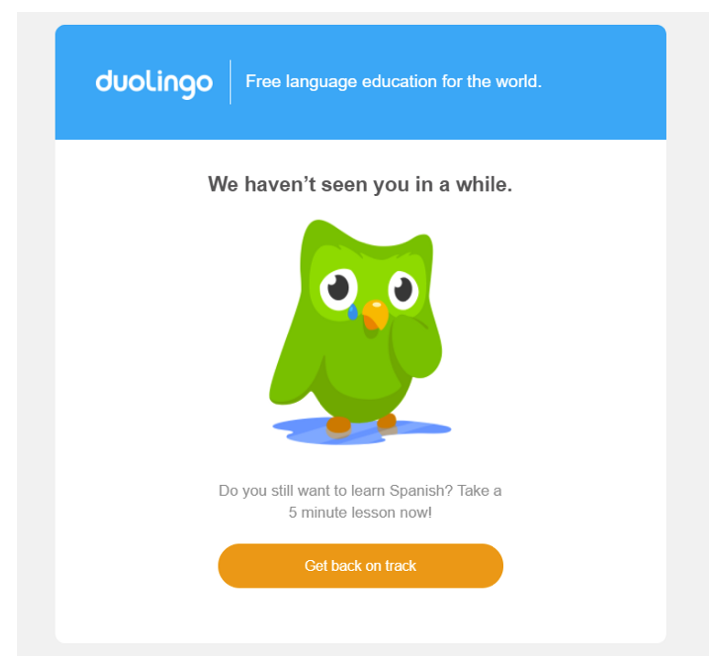 duolingo
Free language education for the world.
We haven’t seen you in a while.
Do you still want to learn Spanish? Take a
5 minute lesson now!
Get back on track